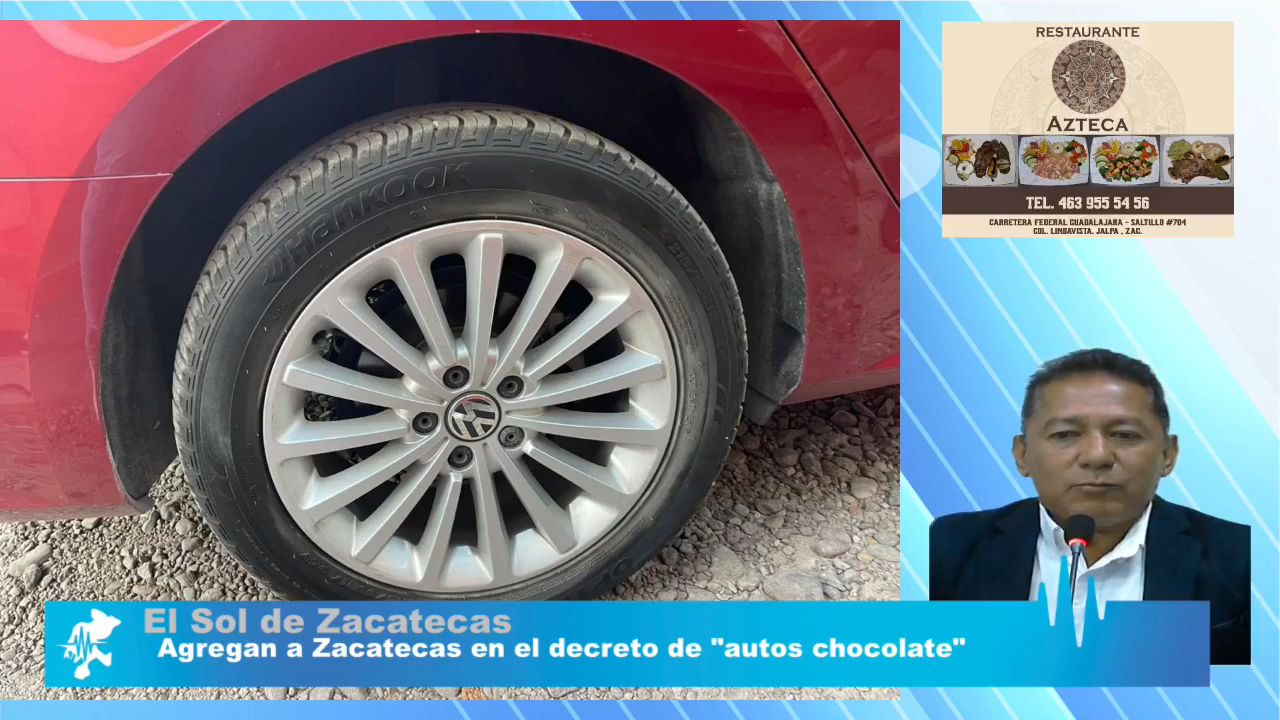 RESTAURANTE
AZTECA
TEL. 463 955 54 56
CARRETERA FEDERAL GUADALAJARA - SALTILLO #704
COL. LINDAVISTA, JALPA, ZAC.
Hankook
El Sol de Zacatecas
Agregan a Zacatecas en el decreto de "autos chocolate"